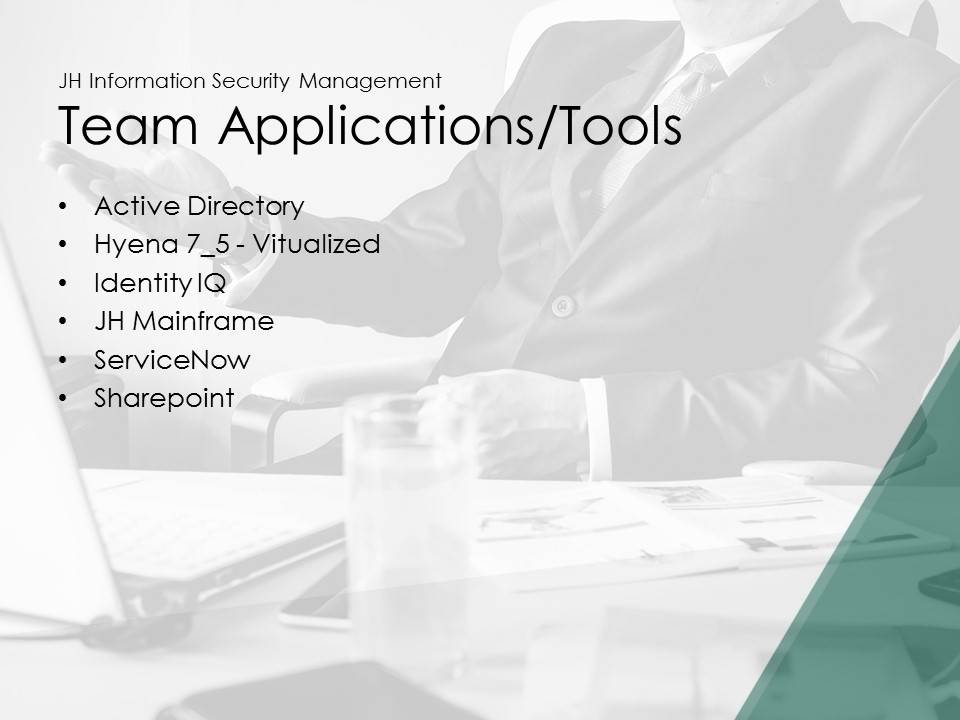 JH Information Security Management
Team Applications/Tools
• Active Directory
• Hyena 7_5 - Vitualized
• Identity IQ
• JH Mainframe
• ServiceNow
• Sharepoint